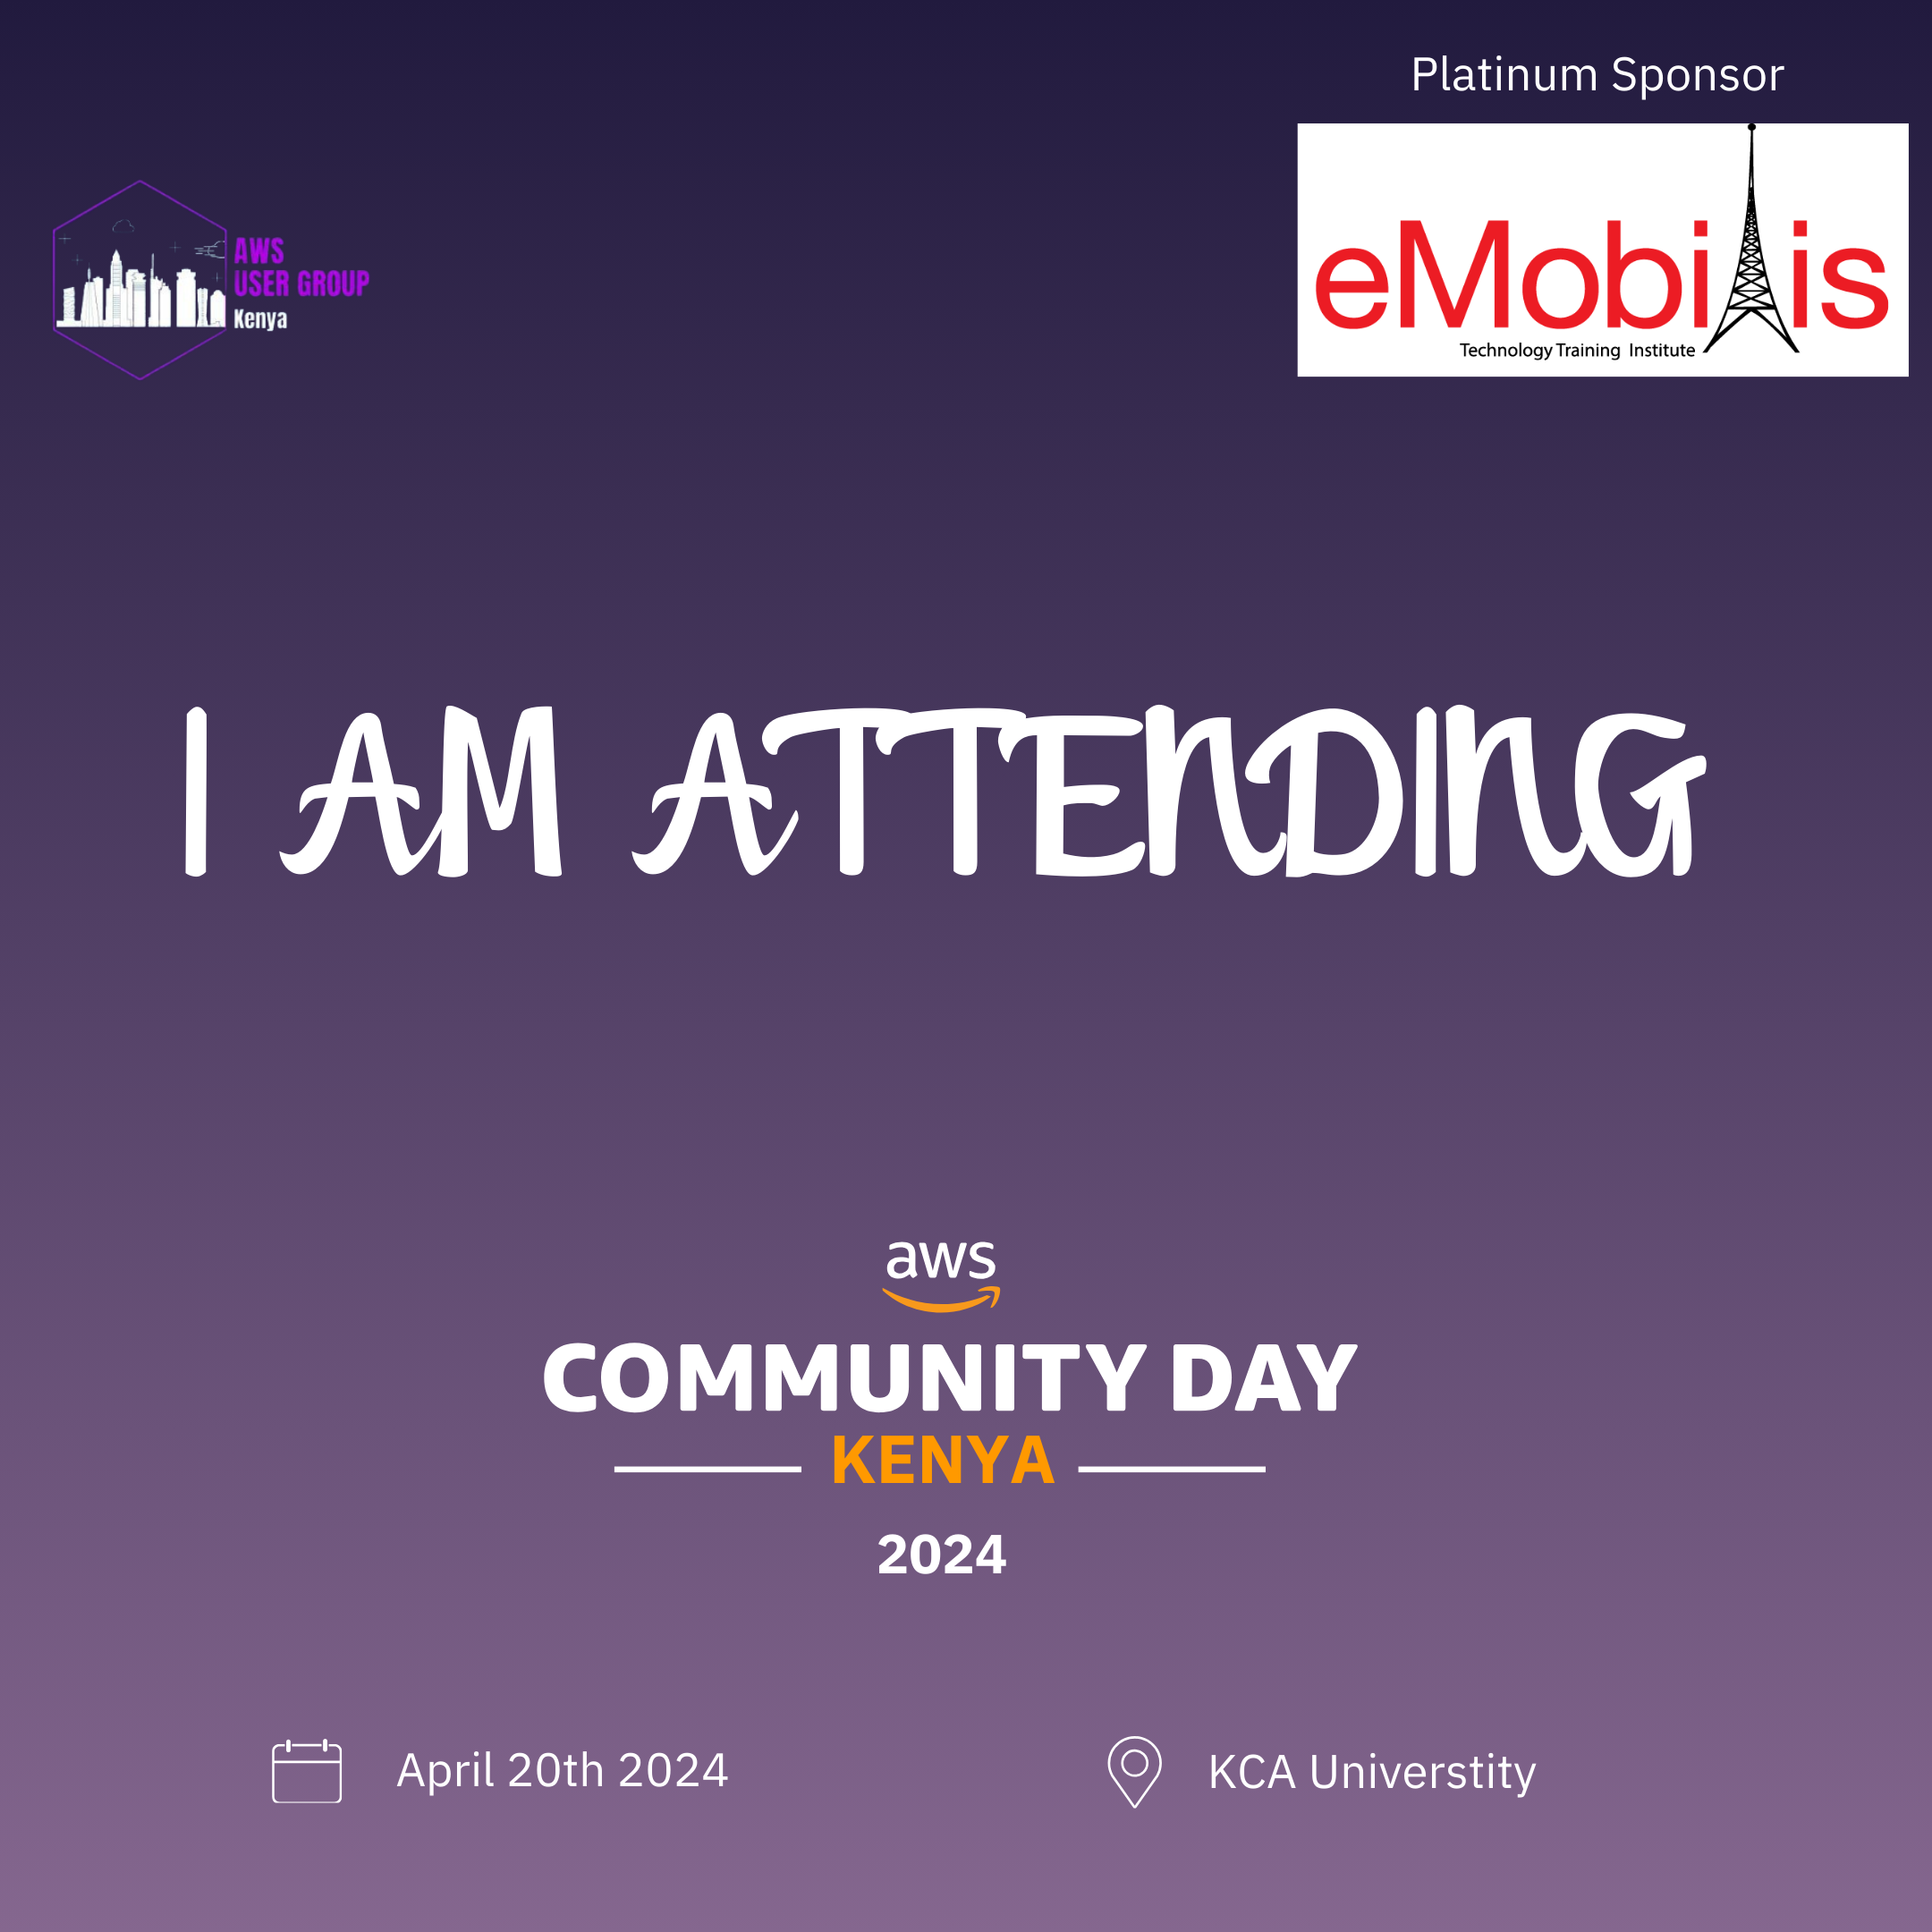 Platinum Sponsor
AWS
USER GROUP
Kenya
eMobilis
Technology Training Institute
I AM ATTENDING
aws
COMMUNITY DAY
KENYA
2024
April 20th 2024
KCA Universtity